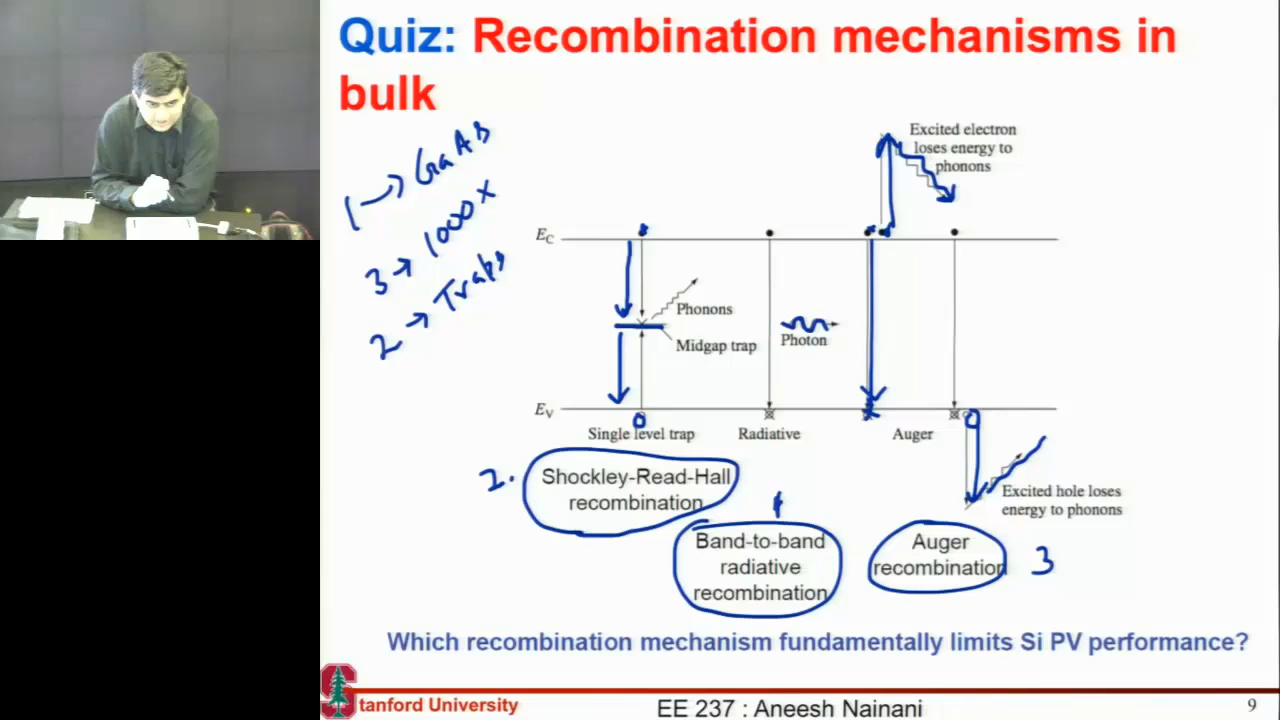 Quiz: Recombination mechanisms in
bulk
1 → GaAs
3 → 1000x
2 → Traps
Excited electron
loses energy to
phonons
EC
Phonons
Midgap trap
Photon
EV
Single level trap
Radiative
Auger
2. Shockley-Read-Hall
recombination
1
Band-to-band
radiative
recombination
Auger
recombination 3
Excited hole loses
energy to phonons
Which recombination mechanism fundamentally limits Si PV performance?
Stanford University
EE 237 : Aneesh Nainani
9